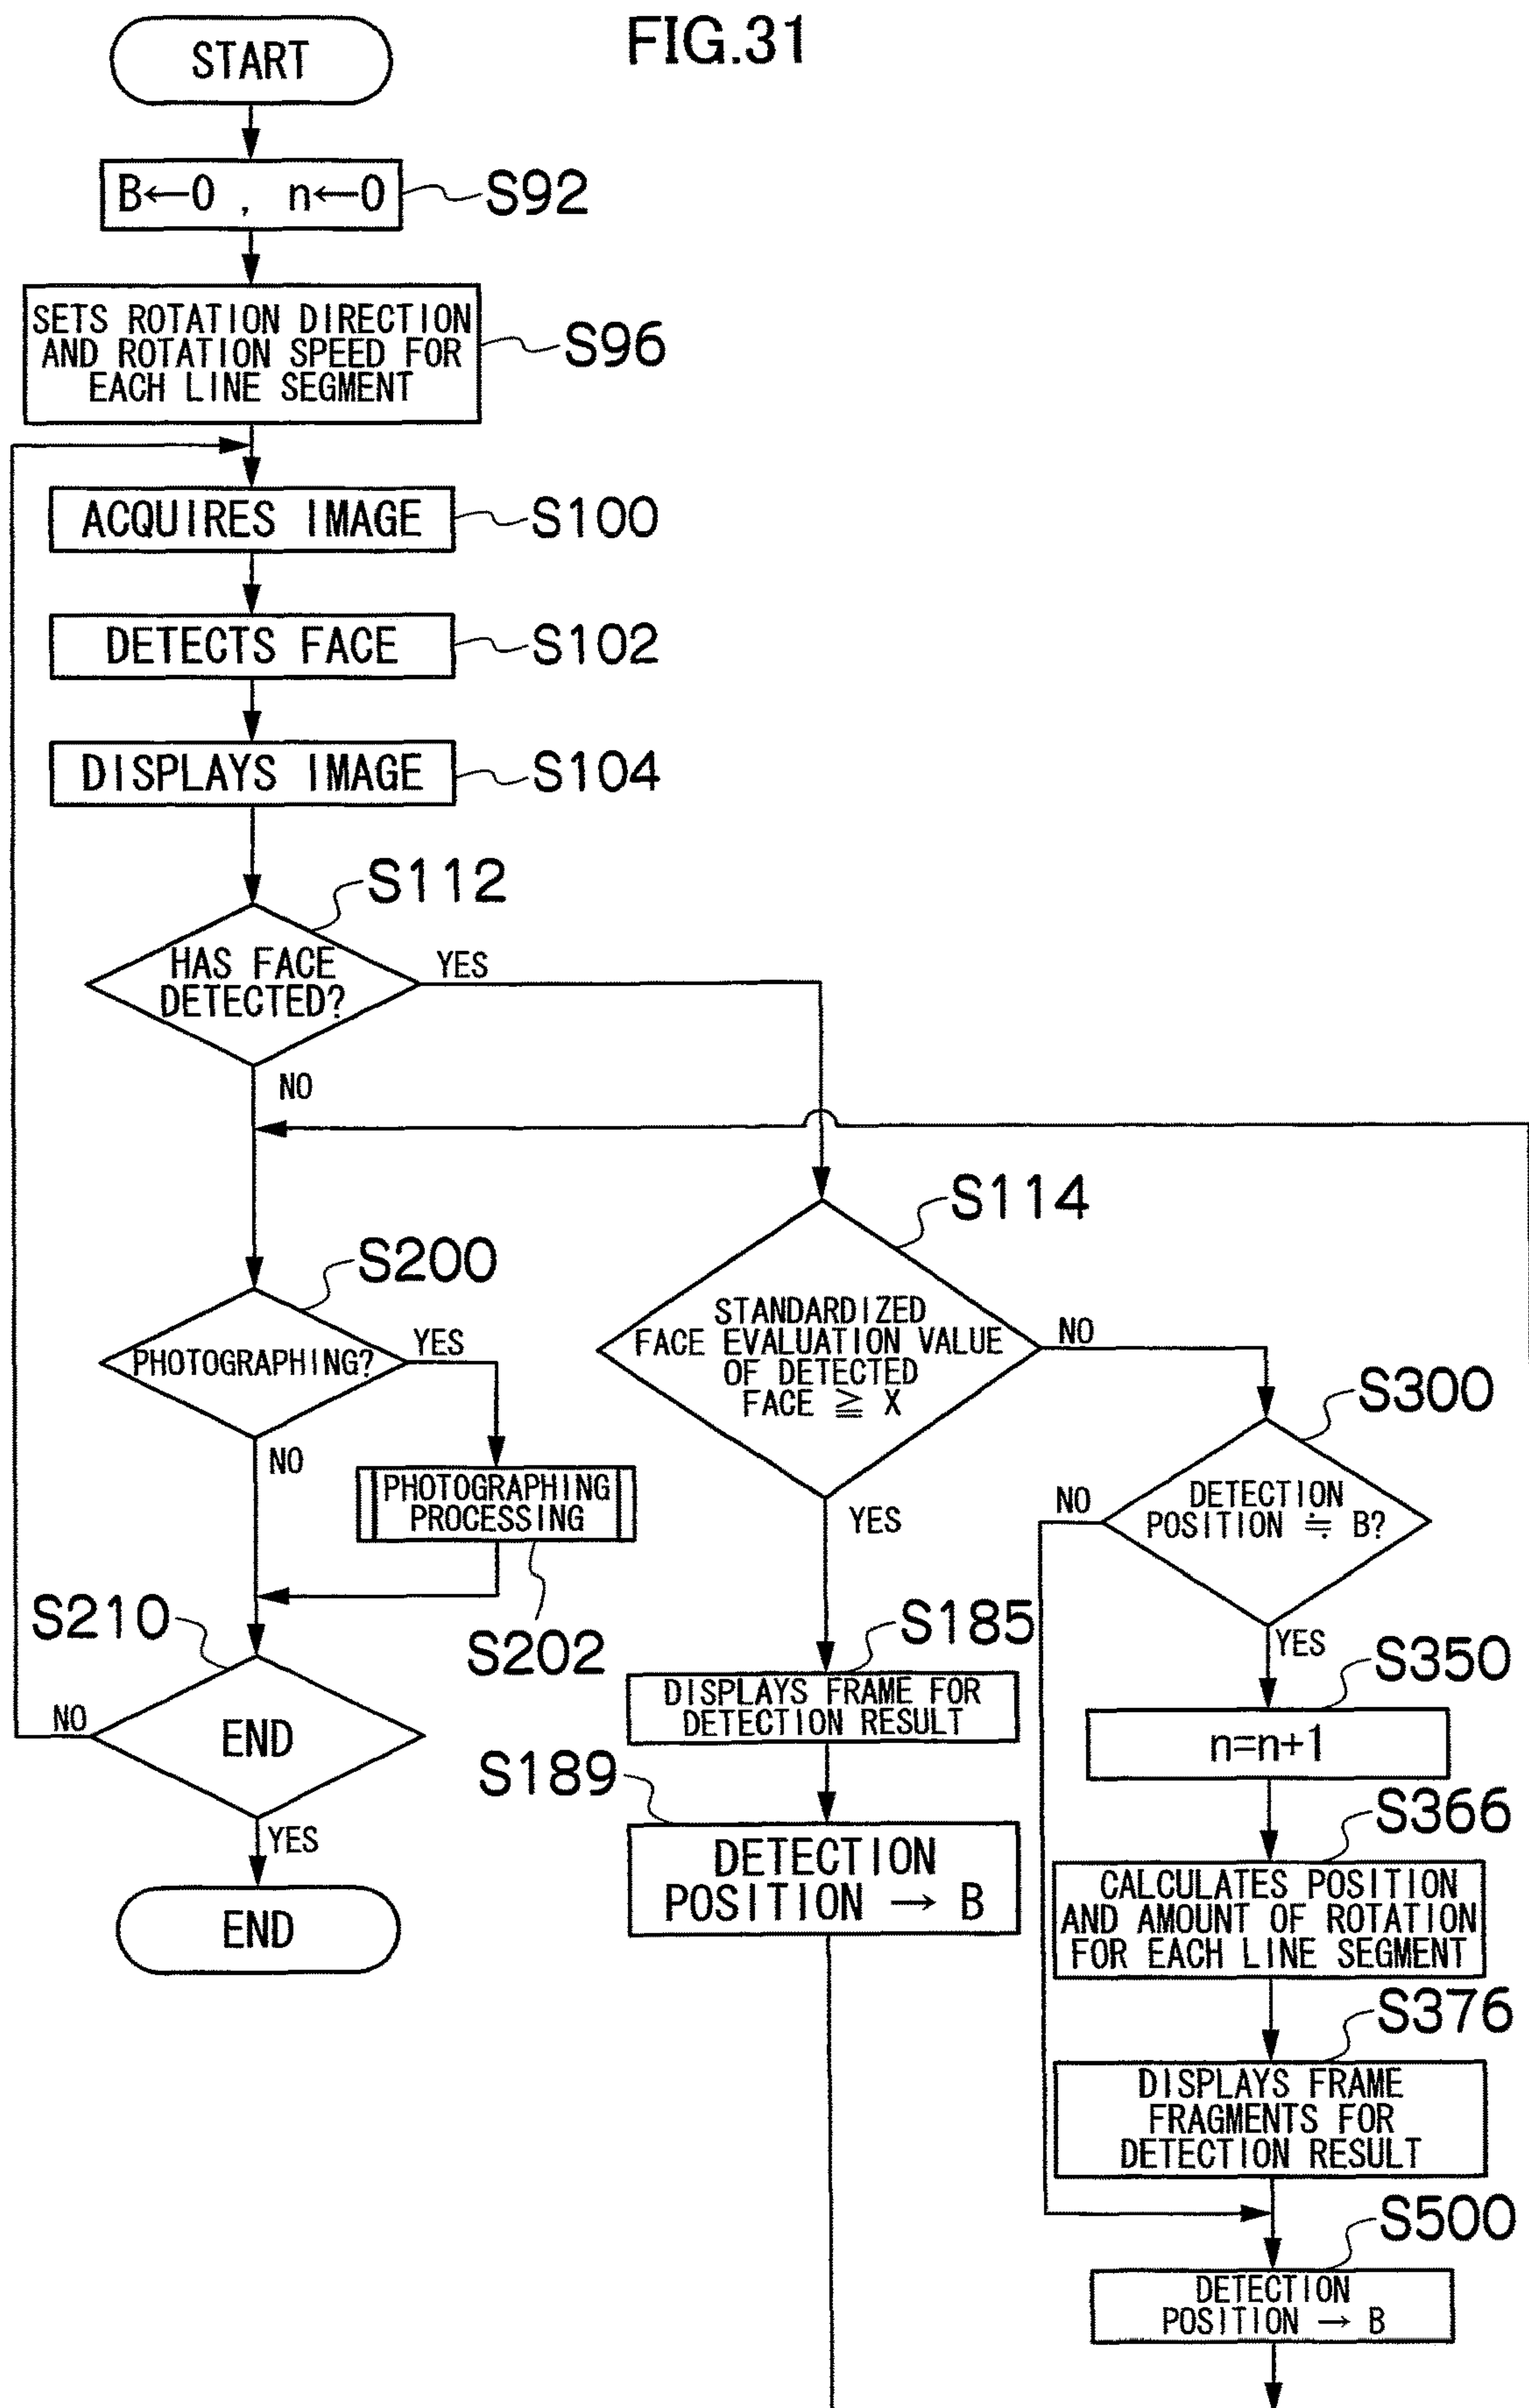 FIG.31
START
B←0 , n←0
S92
SETS ROTATION DIRECTION
AND ROTATION SPEED FOR
EACH LINE SEGMENT
S96
ACQUIRES IMAGE
S100
DETECTS FACE
S102
DISPLAYS IMAGE
S104
S112
HAS FACE
DETECTED?
YES
NO
S114
STANDARDIZED
FACE EVALUATION VALUE
OF DETECTED
FACE ≧ X
NO
YES
S200
PHOTOGRAPHING?
YES
NO
PHOTOGRAPHING
PROCESSING
S202
S210
END
NO
YES
END
S185
DISPLAYS FRAME FOR
DETECTION RESULT
S189
DETECTION
POSITION → B
S300
DETECTION
POSITION ≒ B?
NO
YES
S350
n=n+1
S366
CALCULATES POSITION
AND AMOUNT OF ROTATION
FOR EACH LINE SEGMENT
S376
DISPLAYS FRAME
FRAGMENTS FOR
DETECTION RESULT
S500
DETECTION
POSITION → B